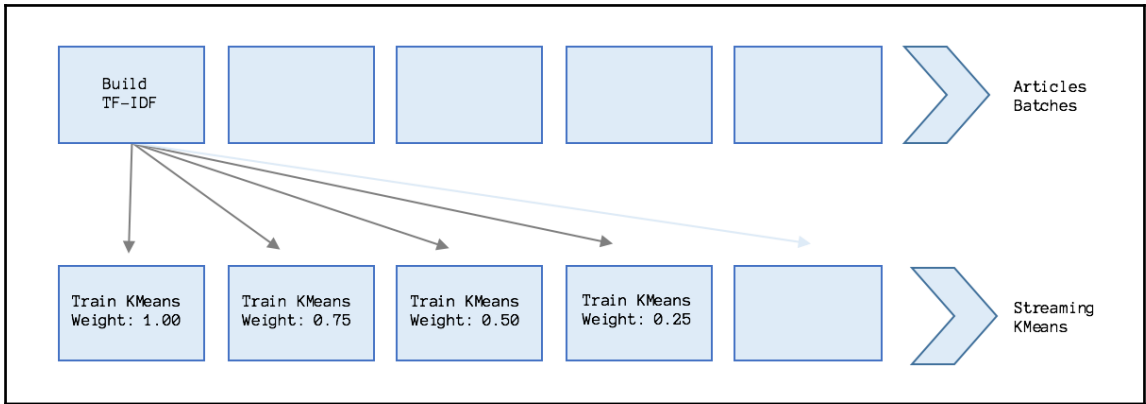 Build
TF-IDF
Articles
Batches
Train KMeans
Weight: 1.00
Train KMeans
Weight: 0.75
Train KMeans
Weight: 0.50
Train KMeans
Weight: 0.25
Streaming
KMeans